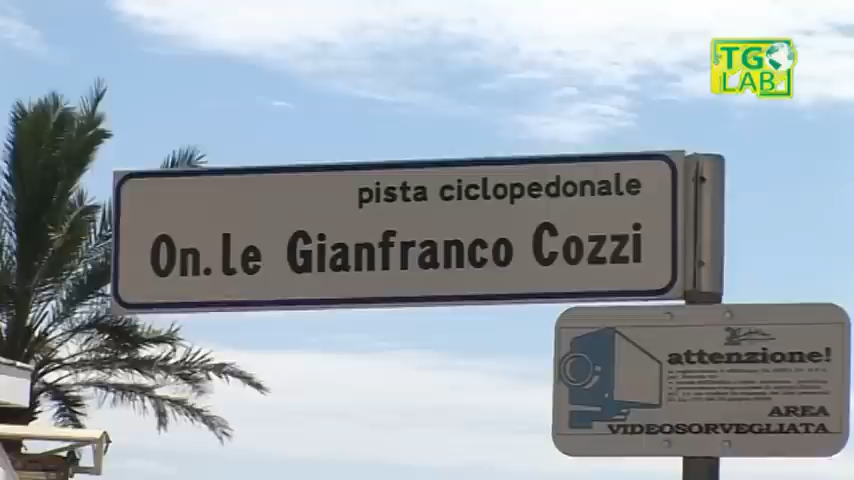 TG
LAB
pista ciclopedonale
On.le Gianfranco Cozzi
attenzione!
AREA
VIDEOSORVEGLIATA